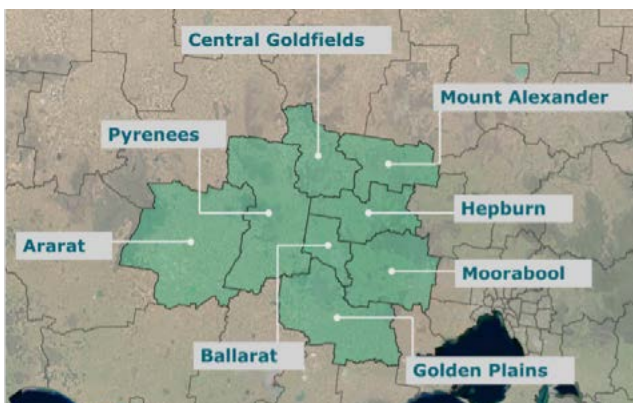 Central Goldfields
Mount Alexander
Pyrenees
Hepburn
Ararat
Moorabool
Ballarat
Golden Plains